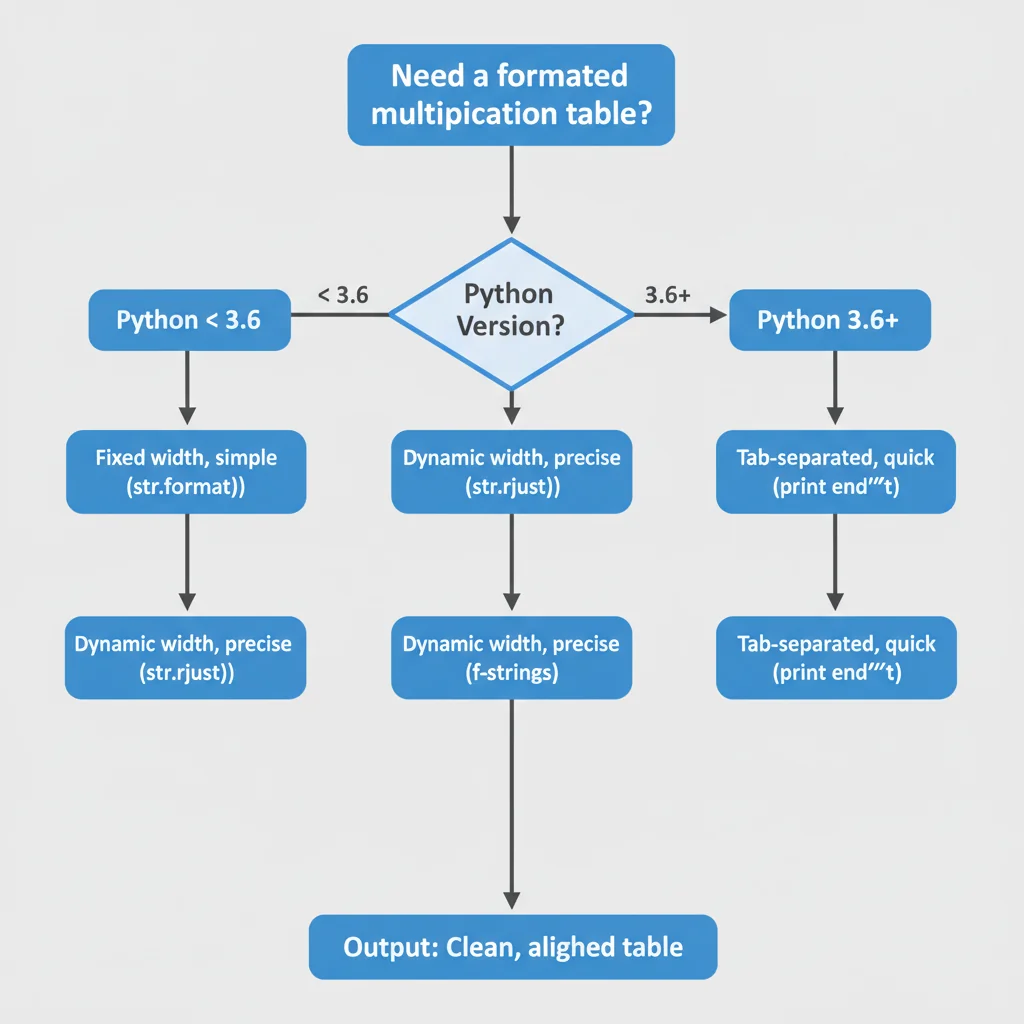 Need a formated
multipication table?
Python
Version?
< 3.6
3.6+
Python < 3.6
Python 3.6+
Fixed width, simple
(str.format))
Dynamic width, precise
(str.rjust))
Tab-separated, quick
(print end‴t)
Dynamic width, precise
(str.rjust))
Dynamic width, precise
(f-strings)
Tab-separated, quick
(print end‴t)
Output: Clean, alighed table